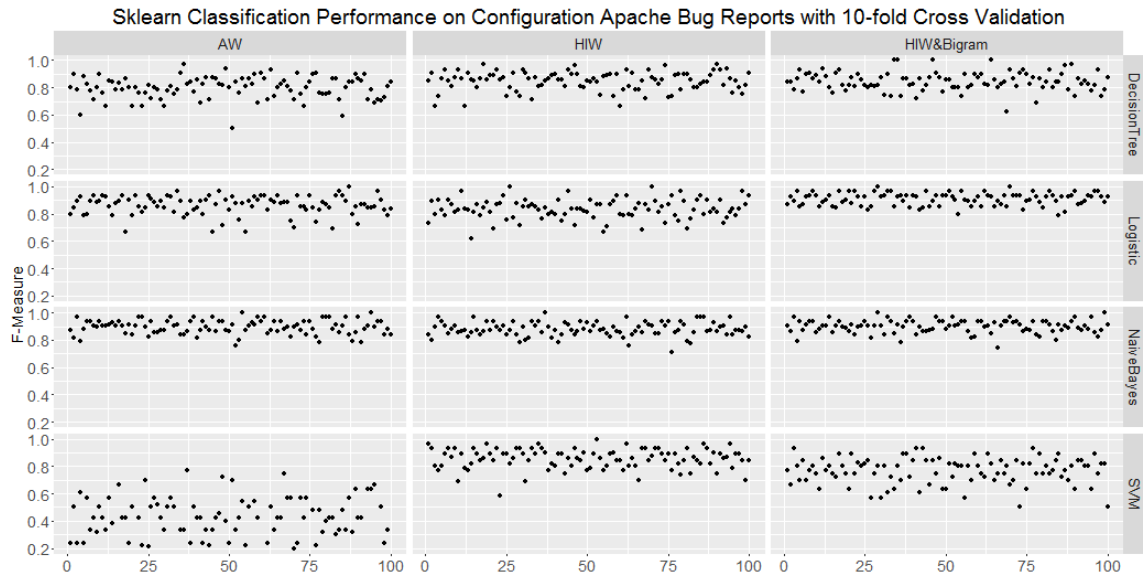 Sklearn Classification Performance on Configuration Apache Bug Reports with 10-fold Cross Validation
AW
HIW
HIW&Bigram
F-Measure
1.0
0.8
0.6
0.4
0.2
DecisionTree
1.0
0.8
0.6
0.4
0.2
Logistic
1.0
0.8
0.6
0.4
0.2
NaiveBayes
1.0
0.8
0.6
0.4
0.2
SVM
0 25 50 75 100 0 25 50 75 100 0 25 50 75 100